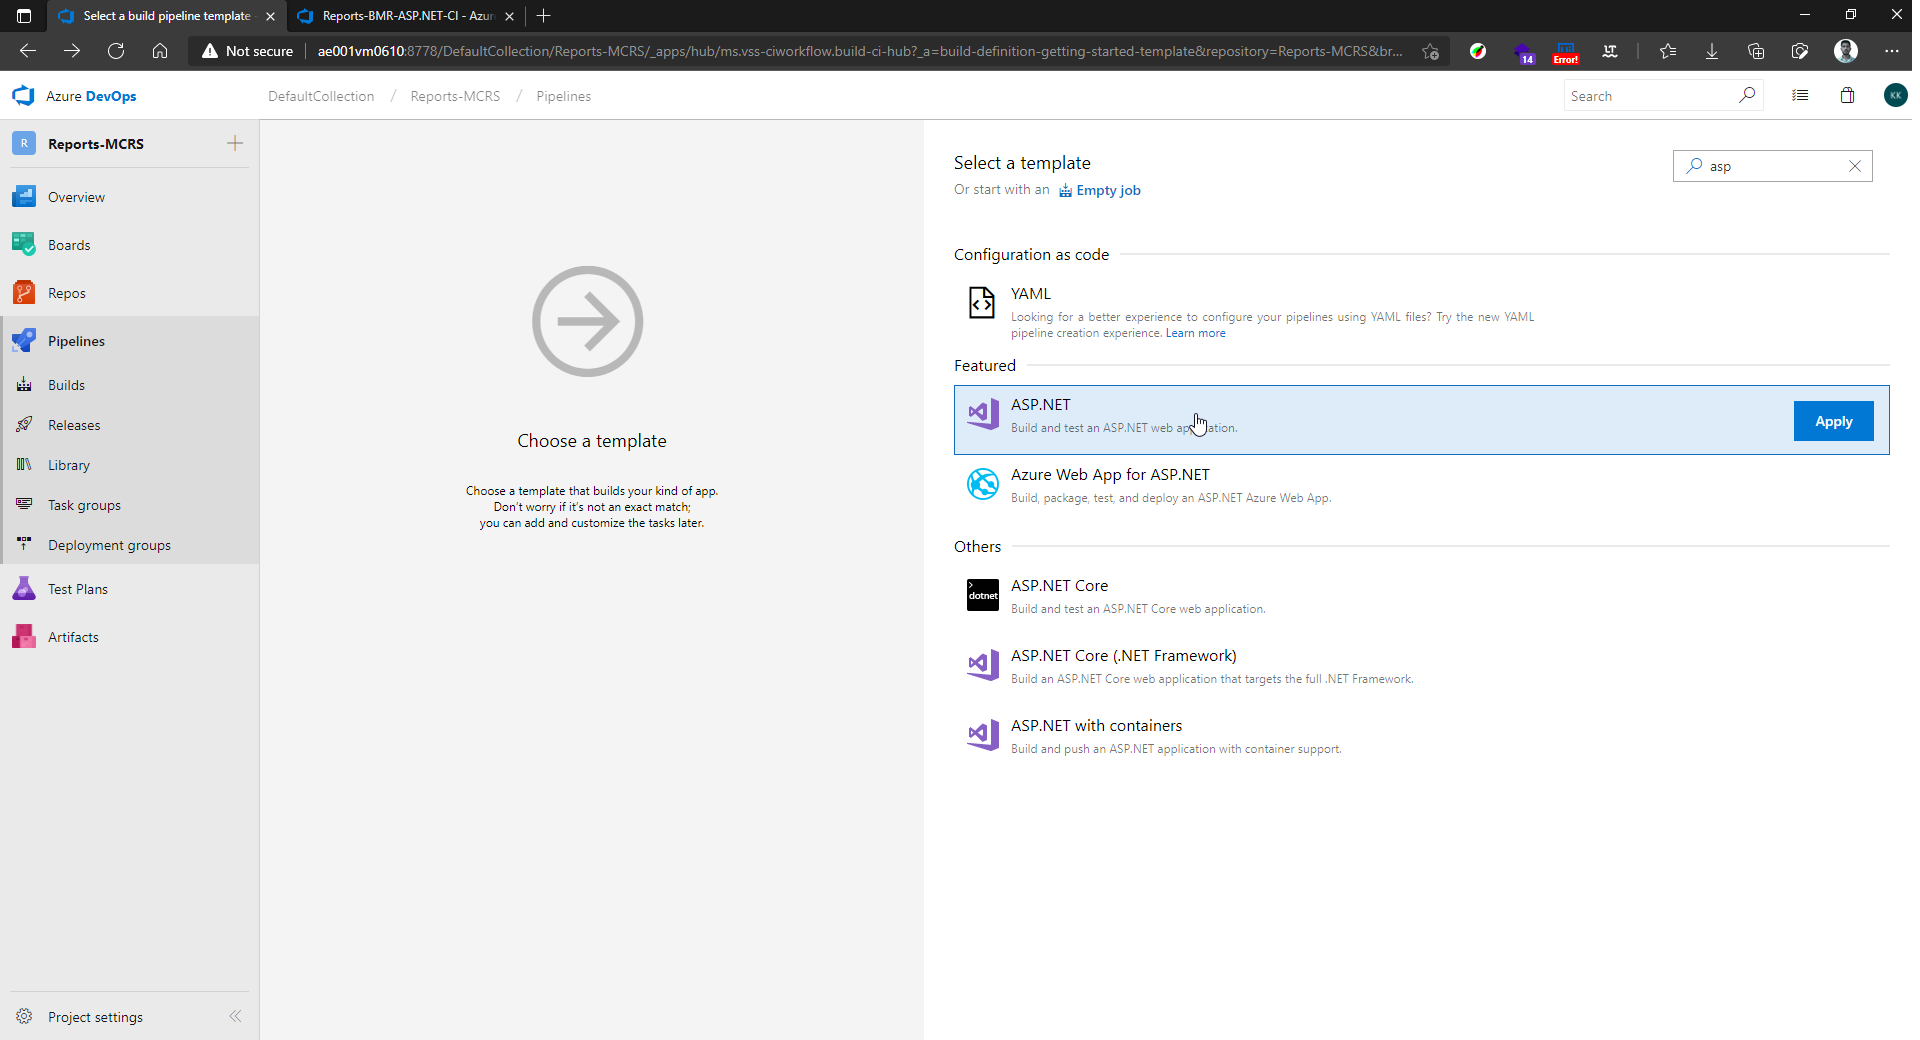 Select a build pipeline template
Reports-BMR-ASP.NET-CI - Azur
Not secure
ae001vm0610:8778/DefaultCollection/Reports-MCRS/_apps/hub/ms.vss-ciworkflow.build-ci-hub?_a=build-definition-getting-started-template&repository=Reports-MCRS&br...
14
Error!
LT
Azure DevOps
DefaultCollection / Reports-MCRS / Pipelines
Search
KK
R
Reports-MCRS
Overview
Boards
Repos
Pipelines
Builds
Releases
Library
Task groups
Deployment groups
Test Plans
Artifacts
Project settings
Choose a template
Choose a template that builds your kind of app.
Don't worry if it's not an exact match;
you can add and customize the tasks later.
Select a template
Or start with an Empty job
asp
Configuration as code
YAML
Looking for a better experience to configure your pipelines using YAML files? Try the new YAML
pipeline creation experience. Learn more
Featured
ASP.NET
Build and test an ASP.NET web application.
Apply
Azure Web App for ASP.NET
Build, package, test, and deploy an ASP.NET Azure Web App.
Others
dotnet
ASP.NET Core
Build and test an ASP.NET Core web application.
ASP.NET Core (.NET Framework)
Build an ASP.NET Core web application that targets the full .NET Framework.
ASP.NET with containers
Build and push an ASP.NET application with container support.